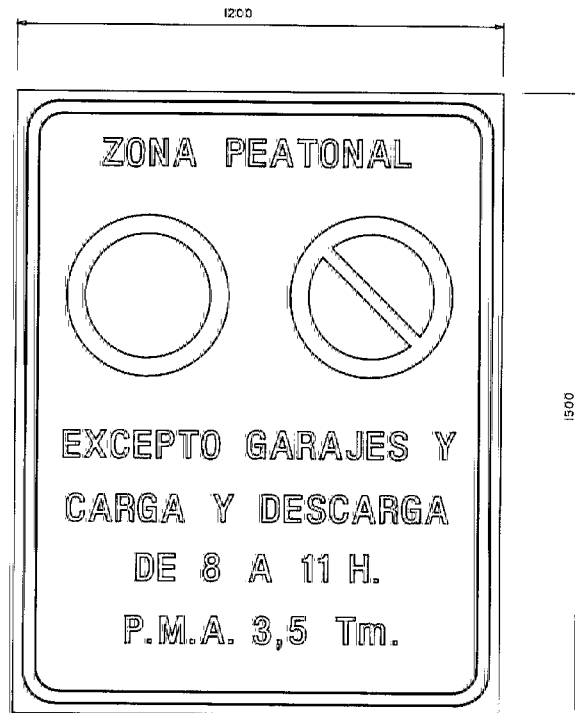 1200
ZONA PEATONAL
1500
EXCEPTO GARAJES Y
CARGA Y DESCARGA
DE 8 A 11 H.
P.M.A. 3,5 Tm.